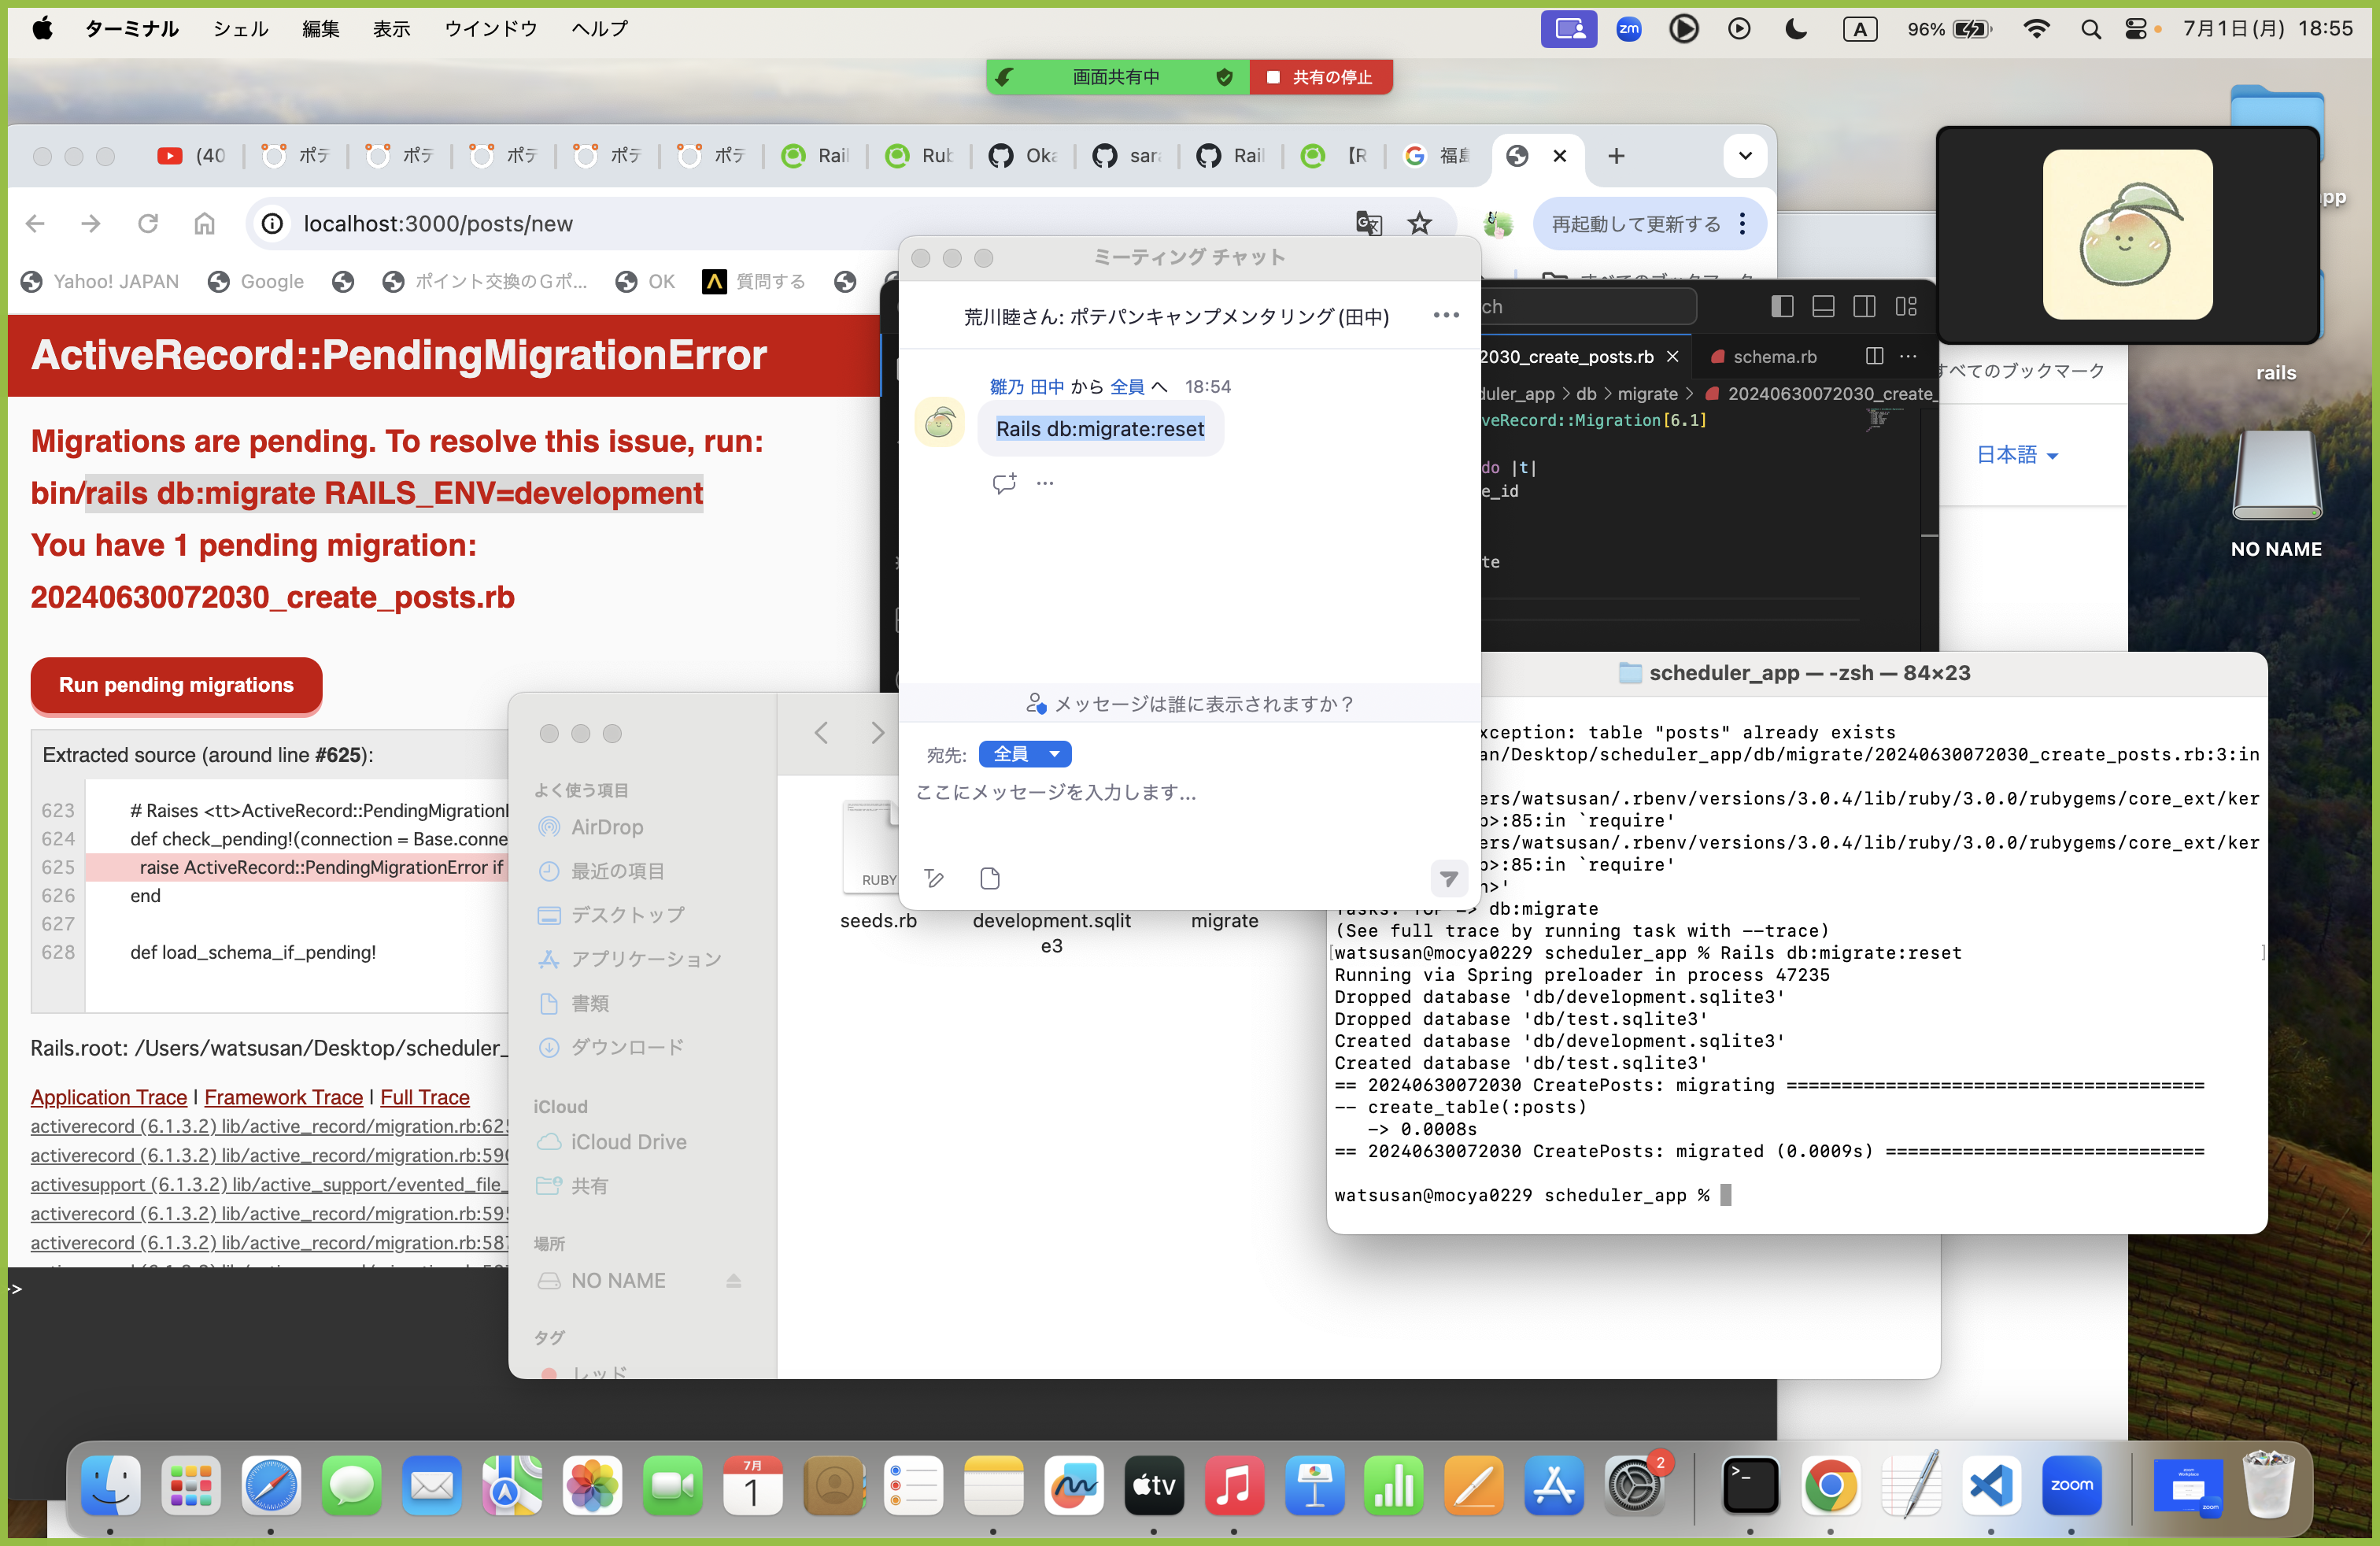 ターミナル シェル 編集 表示 ウインドウ ヘルプ
zm A 96% 7月1日(月) 18:55
画面共有中 共有の停止
(40 ポテ ポテ ポテ ポテ ポテ Rail Rub Oka sara Rail 【R 福島
localhost:3000/posts/new
再起動して更新する
Yahoo! JAPAN Google ポイント交換のGポ... OK 質問する
ActiveRecord::PendingMigrationError
Migrations are pending. To resolve this issue, run:
bin/rails db:migrate RAILS_ENV=development
You have 1 pending migration:
20240630072030_create_posts.rb
Run pending migrations
Extracted source (around line #625):
623 # Raises <tt>ActiveRecord::PendingMigrationE
624 def check_pending!(connection = Base.conne
625 raise ActiveRecord::PendingMigrationError if
626 end
627
628 def load_schema_if_pending!
Rails.root: /Users/watsusan/Desktop/scheduler_
Application Trace | Framework Trace | Full Trace
activerecord (6.1.3.2) lib/active_record/migration.rb:625
activerecord (6.1.3.2) lib/active_record/migration.rb:590
activesupport (6.1.3.2) lib/active_support/evented_file_
activerecord (6.1.3.2) lib/active_record/migration.rb:595
activerecord (6.1.3.2) lib/active_record/migration.rb:587
>>
ミーティング チャット
荒川睦さん: ポテパンキャンプメンタリング(田中)
雛乃 田中 から 全員 へ 18:54
Rails db:migrate:reset
メッセージは誰に表示されますか？
宛先: 全員
ここにメッセージを入力します...
ch
2030_create_posts.rb schema.rb
duler_app > db > migrate > 20240630072030_create_
veRecord::Migration[6.1]
do |t|
e_id
te
すべてのブックマーク
日本語
pp
rails
NO NAME
よく使う項目
AirDrop
最近の項目
デスクトップ
アプリケーション
書類
ダウンロード
iCloud
iCloud Drive
共有
場所
NO NAME
タグ
レッド
RUBY
seeds.rb
development.sqlit
e3
migrate
scheduler_app — -zsh — 84×23
xception: table "posts" already exists
an/Desktop/scheduler_app/db/migrate/20240630072030_create_posts.rb:3:in
ers/watsusan/.rbenv/versions/3.0.4/lib/ruby/3.0.0/rubygems/core_ext/ker
b>:85:in `require'
ers/watsusan/.rbenv/versions/3.0.4/lib/ruby/3.0.0/rubygems/core_ext/ker
b>:85:in `require'
n>'
Tasks: TOP => db:migrate
(See full trace by running task with --trace)
[watsusan@mocya0229 scheduler_app % Rails db:migrate:reset ]
Running via Spring preloader in process 47235
Dropped database 'db/development.sqlite3'
Dropped database 'db/test.sqlite3'
Created database 'db/development.sqlite3'
Created database 'db/test.sqlite3'
== 20240630072030 CreatePosts: migrating ======================================
-- create_table(:posts)
-> 0.0008s
== 20240630072030 CreatePosts: migrated (0.0009s) =============================
watsusan@mocya0229 scheduler_app %
7月
1
tv
2
zoom